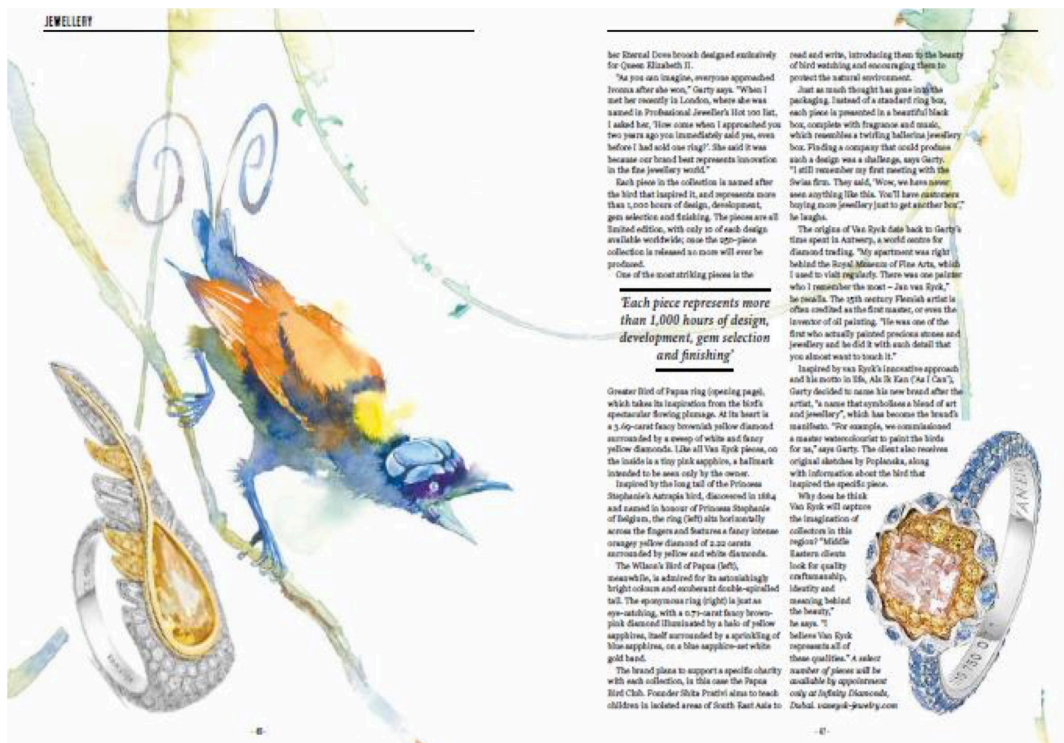 JEWELLERY
her Eternal Dove brooch designed exclusively
for Queen Elizabeth II.
"As you can imagine, everyone approached
Ivonna after she won," Garty says. "When I
met her recently in London, where she was
named in Professional Jeweller's Hot 100 list,
I asked her, 'How come when I approached you
two years ago you immediately said yes, even
before I had sold one ring?'. She said it was
because our brand best represents innovation
in the fine jewellery world."
Each piece in the collection is named after
the bird that inspired it, and represents more
than 1,000 hours of design, development,
gem selection and finishing. The pieces are all
limited edition, with only 10 of each design
available worldwide; once the 250-piece
collection is released no more will ever be
produced.
One of the most striking pieces is the
'Each piece represents more
than 1,000 hours of design,
development, gem selection
and finishing'
Greater Bird of Papua ring (opening page),
which takes its inspiration from the bird's
spectacular flowing plumage. At its heart is
a 3.69-carat fancy brownish yellow diamond
surrounded by a sweep of white and fancy
yellow diamonds. Like all Van Eyck pieces, on
the inside is a tiny pink sapphire, a hallmark
intended to be seen only by the owner.
Inspired by the long tail of the Princess
Stephanie's Astrapia bird, discovered in 1884
and named in honour of Princess Stephanie
of Belgium, the ring (left) sits horizontally
across the fingers and features a fancy intense
orangey yellow diamond of 2.22 carats
surrounded by yellow and white diamonds.
The Wilson's Bird of Papua (left),
meanwhile, is admired for its astonishingly
bright colours and exuberant double-spiralled
tail. The eponymous ring (right) is just as
eye-catching, with a 0.71-carat fancy brown-
pink diamond illuminated by a halo of yellow
sapphires, itself surrounded by a sprinkling of
blue sapphires, on a blue sapphire-set white
gold band.
The brand plans to support a specific charity
with each collection, in this case the Papua
Bird Club. Founder Shita Prativi aims to teach
children in isolated areas of South East Asia to
read and write, introducing them to the beauty
of bird watching and encouraging them to
protect the natural environment.
Just as much thought has gone into the
packaging. Instead of a standard ring box,
each piece is presented in a beautiful black
box, complete with fragrance and music,
which resembles a twirling ballerina jewellery
box. Finding a company that could produce
such a design was a challenge, says Garty.
"I still remember my first meeting with the
Swiss firm. They said, 'Wow, we have never
seen anything like this. You'll have customers
buying more jewellery just to get another box',"
he laughs.
The origins of Van Eyck date back to Garty's
time spent in Antwerp, a world centre for
diamond trading. "My apartment was right
behind the Royal Museum of Fine Arts, which
I used to visit regularly. There was one painter
who I remember the most – Jan van Eyck,"
he recalls. The 15th century Flemish artist is
often credited as the first master, or even the
inventor of oil painting. "He was one of the
first who actually painted precious stones and
jewellery and he did it with such detail that
you almost want to touch it."
Inspired by van Eyck's innovative approach
and his motto in life, Als Ik Kan ('As I Can'),
Garty decided to name his new brand after the
artist, "a name that symbolises a blend of art
and jewellery", which has become the brand's
manifesto. "For example, we commissioned
a master watercolourist to paint the birds
for us," says Garty. The client also receives
original sketches by Poplanska, along
with information about the bird that
inspired the specific piece.
Why does he think
Van Eyck will capture
the imagination of
collectors in this
region? "Middle
Eastern clients
look for quality
craftsmanship,
identity and
meaning behind
the beauty,"
he says. "I
believe Van Eyck
represents all of
these qualities." A select
number of pieces will be
available by appointment
only at Infinity Diamonds,
Dubai. vaneyck-jewelry.com